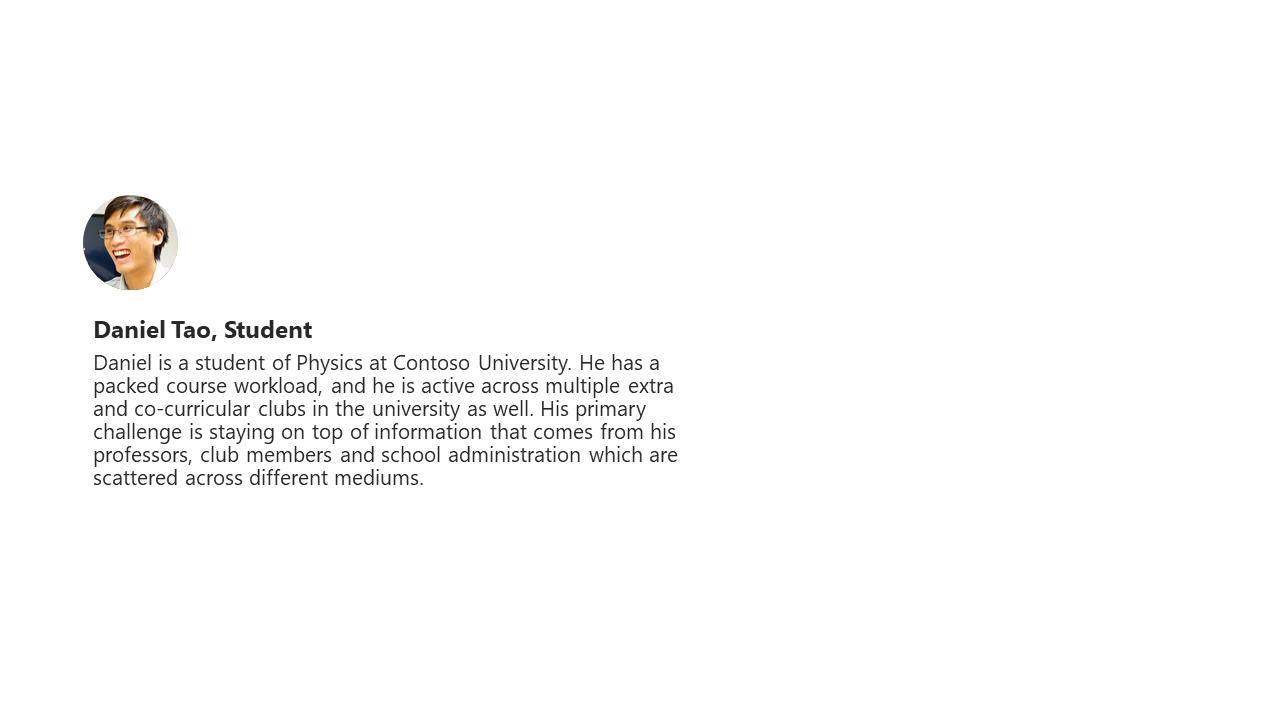 Daniel Tao, Student
Daniel is a student of Physics at Contoso University. He has a
packed course workload, and he is active across multiple extra
and co-curricular clubs in the university as well. His primary
challenge is staying on top of information that comes from his
professors, club members and school administration which are
scattered across different mediums.